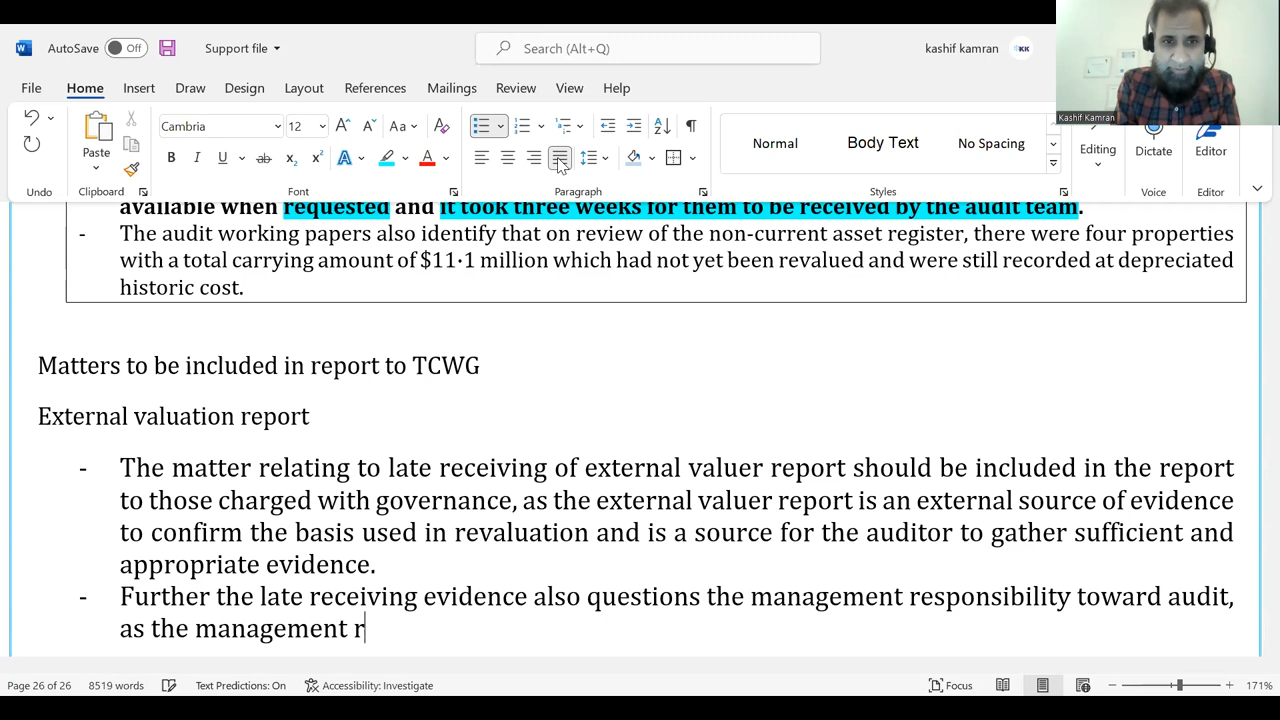 AutoSave Off Support file Search (Alt+Q) kashif kamran KK
File Home Insert Draw Design Layout References Mailings Review View Help
Kashif Kamran
Cambria 12 Aa Normal Body Text No Spacing
Paste Editing Dictate Editor
Undo Clipboard Font Paragraph Styles Voice Editor
available when requested and it took three weeks for them to be received by the audit team.
- The audit working papers also identify that on review of the non-current asset register, there were four properties
with a total carrying amount of $11·1 million which had not yet been revalued and were still recorded at depreciated
historic cost.
Matters to be included in report to TCWG
External valuation report
- The matter relating to late receiving of external valuer report should be included in the report
to those charged with governance, as the external valuer report is an external source of evidence
to confirm the basis used in revaluation and is a source for the auditor to gather sufficient and
appropriate evidence.
- Further the late receiving evidence also questions the management responsibility toward audit,
as the management r
Page 26 of 26 8519 words Text Predictions: On Accessibility: Investigate Focus 171%